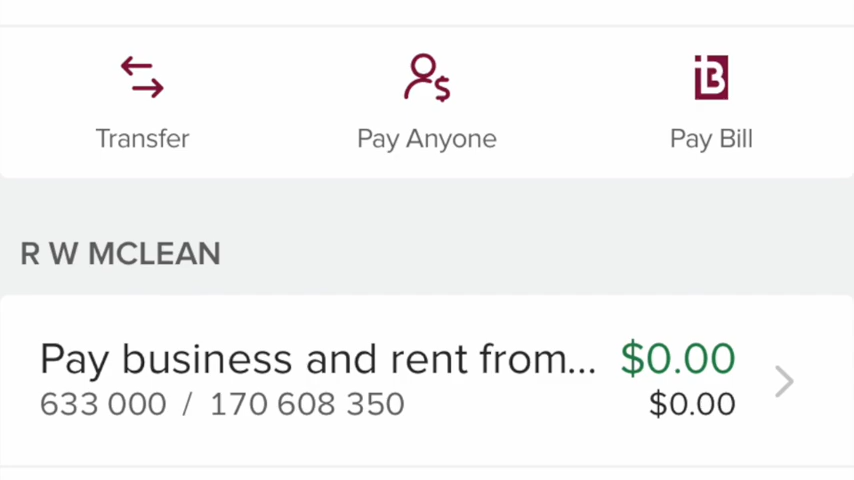 Transfer
Pay Anyone
Pay Bill
R W MCLEAN
Pay business and rent from... $0.00
633 000 / 170 608 350 $0.00